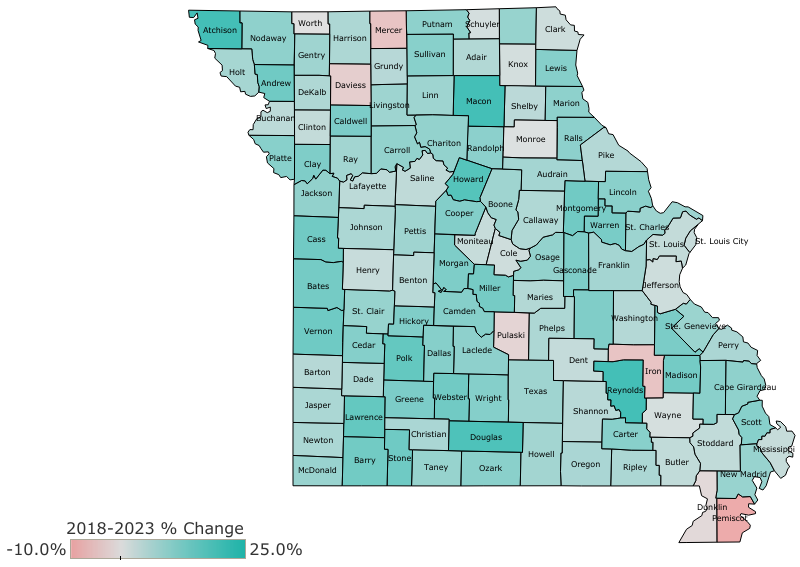 Atchison
Nodaway
Worth
Harrison
Mercer
Putnam
Schuyler
Clark
Gentry
Sullivan
Adair
Knox
Lewis
Holt
Andrew
DeKalb
Daviess
Grundy
Livingston
Linn
Macon
Shelby
Marion
Buchanan
Clinton
Caldwell
Chariton
Randolph
Monroe
Ralls
Pike
Platte
Clay
Ray
Carroll
Saline
Howard
Audrain
Jackson
Lafayette
Boone
Callaway
Montgomery
Lincoln
Johnson
Pettis
Cooper
Moniteau
Cole
Osage
Gasconade
Warren
St. Charles
St. Louis
St. Louis City
Cass
Henry
Benton
Morgan
Miller
Maries
Franklin
Jefferson
Bates
St. Clair
Hickory
Camden
Pulaski
Phelps
Washington
Ste. Genevieve
Perry
Vernon
Cedar
Polk
Dallas
Laclede
Dent
Iron
Reynolds
Madison
Cape Girardeau
Barton
Dade
Greene
Webster
Wright
Texas
Shannon
Wayne
Scott
Jasper
Lawrence
Christian
Douglas
Carter
Stoddard
Mississippi
Newton
Barry
Stone
Taney
Ozark
Howell
Oregon
Ripley
Butler
New Madrid
McDonald
Dunklin
Pemiscot
2018-2023 % Change
-10.0%
25.0%